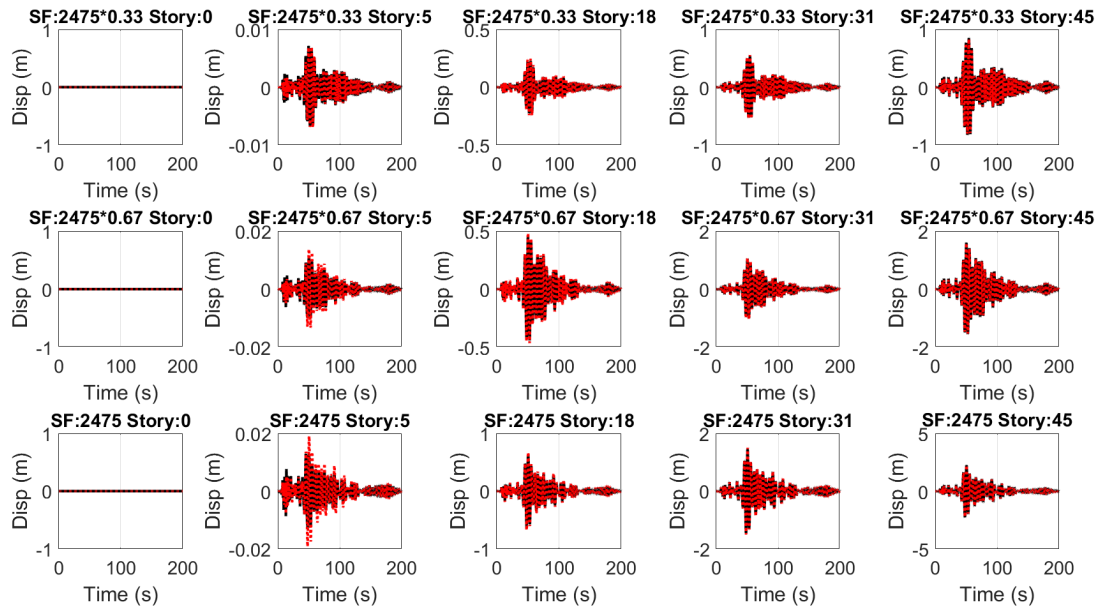 SF:2475*0.33 Story:0
SF:2475*0.33 Story:5
SF:2475*0.33 Story:18
SF:2475*0.33 Story:31
SF:2475*0.33 Story:45
1
0
-1
Disp (m)
0 100 200
Time (s)
0.01
0
-0.01
Disp (m)
0 100 200
Time (s)
0.5
0
-0.5
Disp (m)
0 100 200
Time (s)
1
0
-1
Disp (m)
0 100 200
Time (s)
1
0
-1
Disp (m)
0 100 200
Time (s)
SF:2475*0.67 Story:0
SF:2475*0.67 Story:5
SF:2475*0.67 Story:18
SF:2475*0.67 Story:31
SF:2475*0.67 Story:45
1
0
-1
Disp (m)
0 100 200
Time (s)
0.02
0
-0.02
Disp (m)
0 100 200
Time (s)
0.5
0
-0.5
Disp (m)
0 100 200
Time (s)
2
0
-2
Disp (m)
0 100 200
Time (s)
2
0
-2
Disp (m)
0 100 200
Time (s)
SF:2475 Story:0
SF:2475 Story:5
SF:2475 Story:18
SF:2475 Story:31
SF:2475 Story:45
1
0
-1
Disp (m)
0 100 200
Time (s)
0.02
0
-0.02
Disp (m)
0 100 200
Time (s)
1
0
-1
Disp (m)
0 100 200
Time (s)
2
0
-2
Disp (m)
0 100 200
Time (s)
5
0
-5
Disp (m)
0 100 200
Time (s)